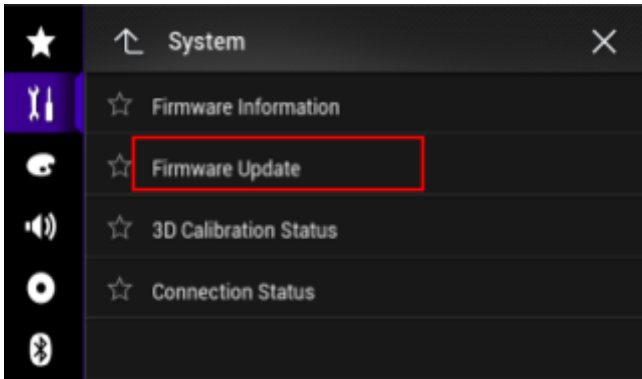 System
Firmware Information
Firmware Update
3D Calibration Status
Connection Status